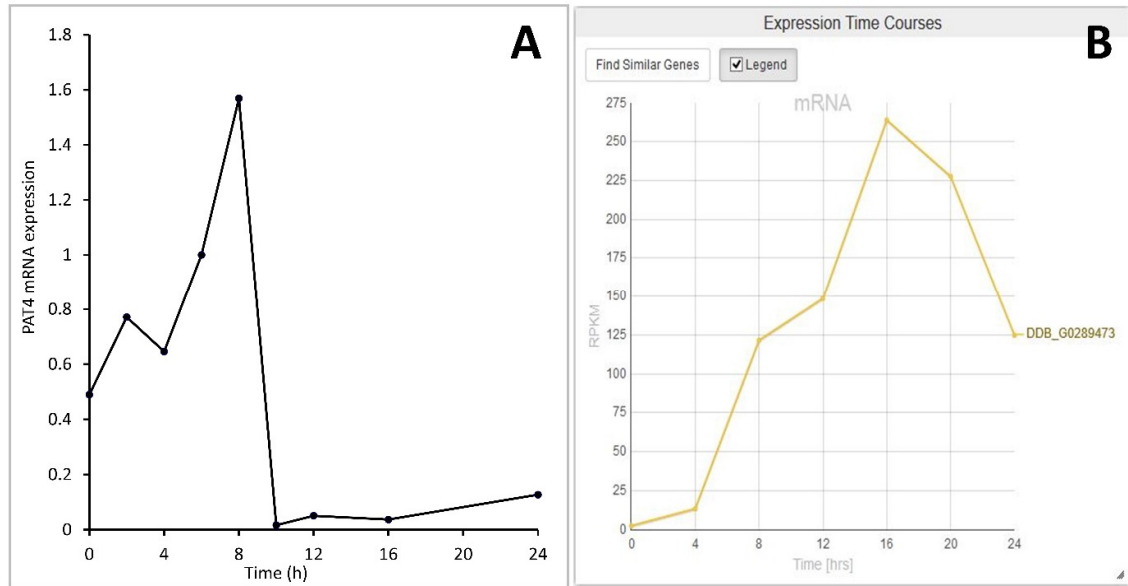 A
PAT4 mRNA expression
1.8
1.6
1.4
1.2
1
0.8
0.6
0.4
0.2
0
0 4 8 12 16 20 24
Time (h)
Expression Time Courses
B
Find Similar Genes
Legend
mRNA
RPKM
275
250
225
200
175
150
125
100
75
50
25
0
DDB_G0289473
0 4 8 12 16 20 24
Time [hrs]